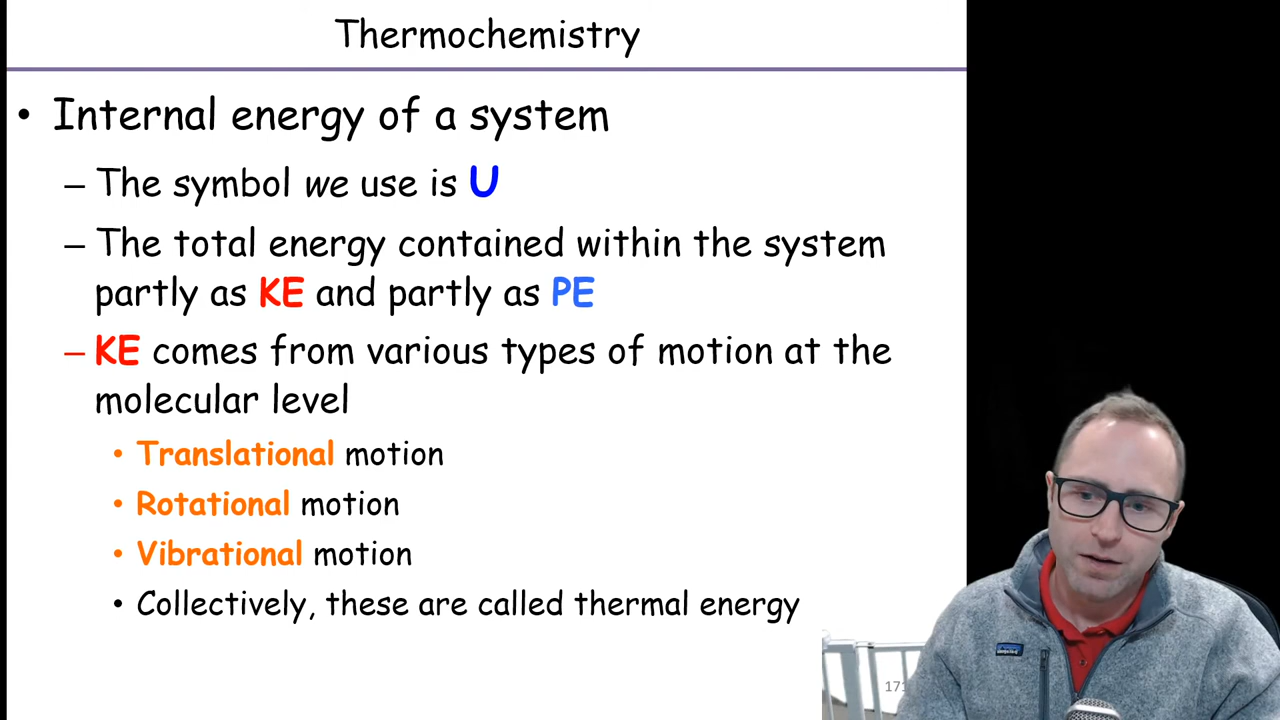 Thermochemistry
• Internal energy of a system
– The symbol we use is U
– The total energy contained within the system
partly as KE and partly as PE
– KE comes from various types of motion at the
molecular level
• Translational motion
• Rotational motion
• Vibrational motion
• Collectively, these are called thermal energy
171